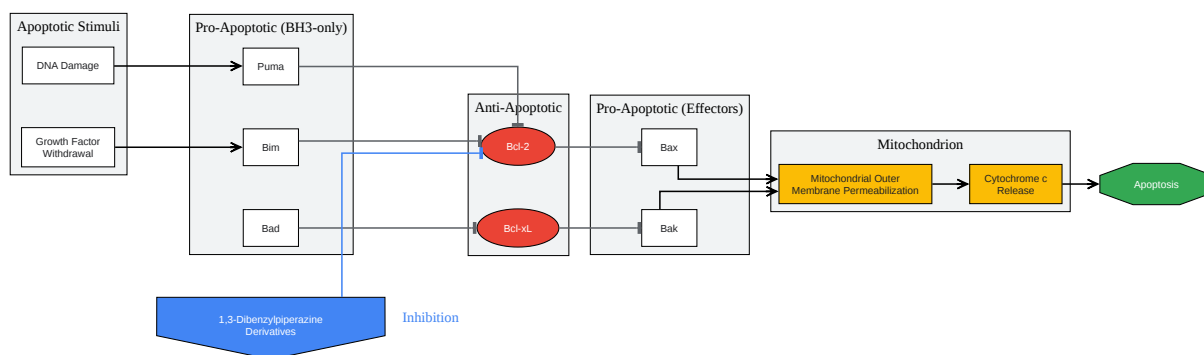 Apoptotic Stimuli
DNA Damage
Growth Factor
Withdrawal
Pro-Apoptotic (BH3-only)
Puma
Bim
Bad
Anti-Apoptotic
Bcl-2
Bcl-xL
Pro-Apoptotic (Effectors)
Bax
Bak
Mitochondrion
Mitochondrial Outer
Membrane Permeabilization
Cytochrome c
Release
Apoptosis
1,3-Dibenzylpiperazine
Derivatives
Inhibition